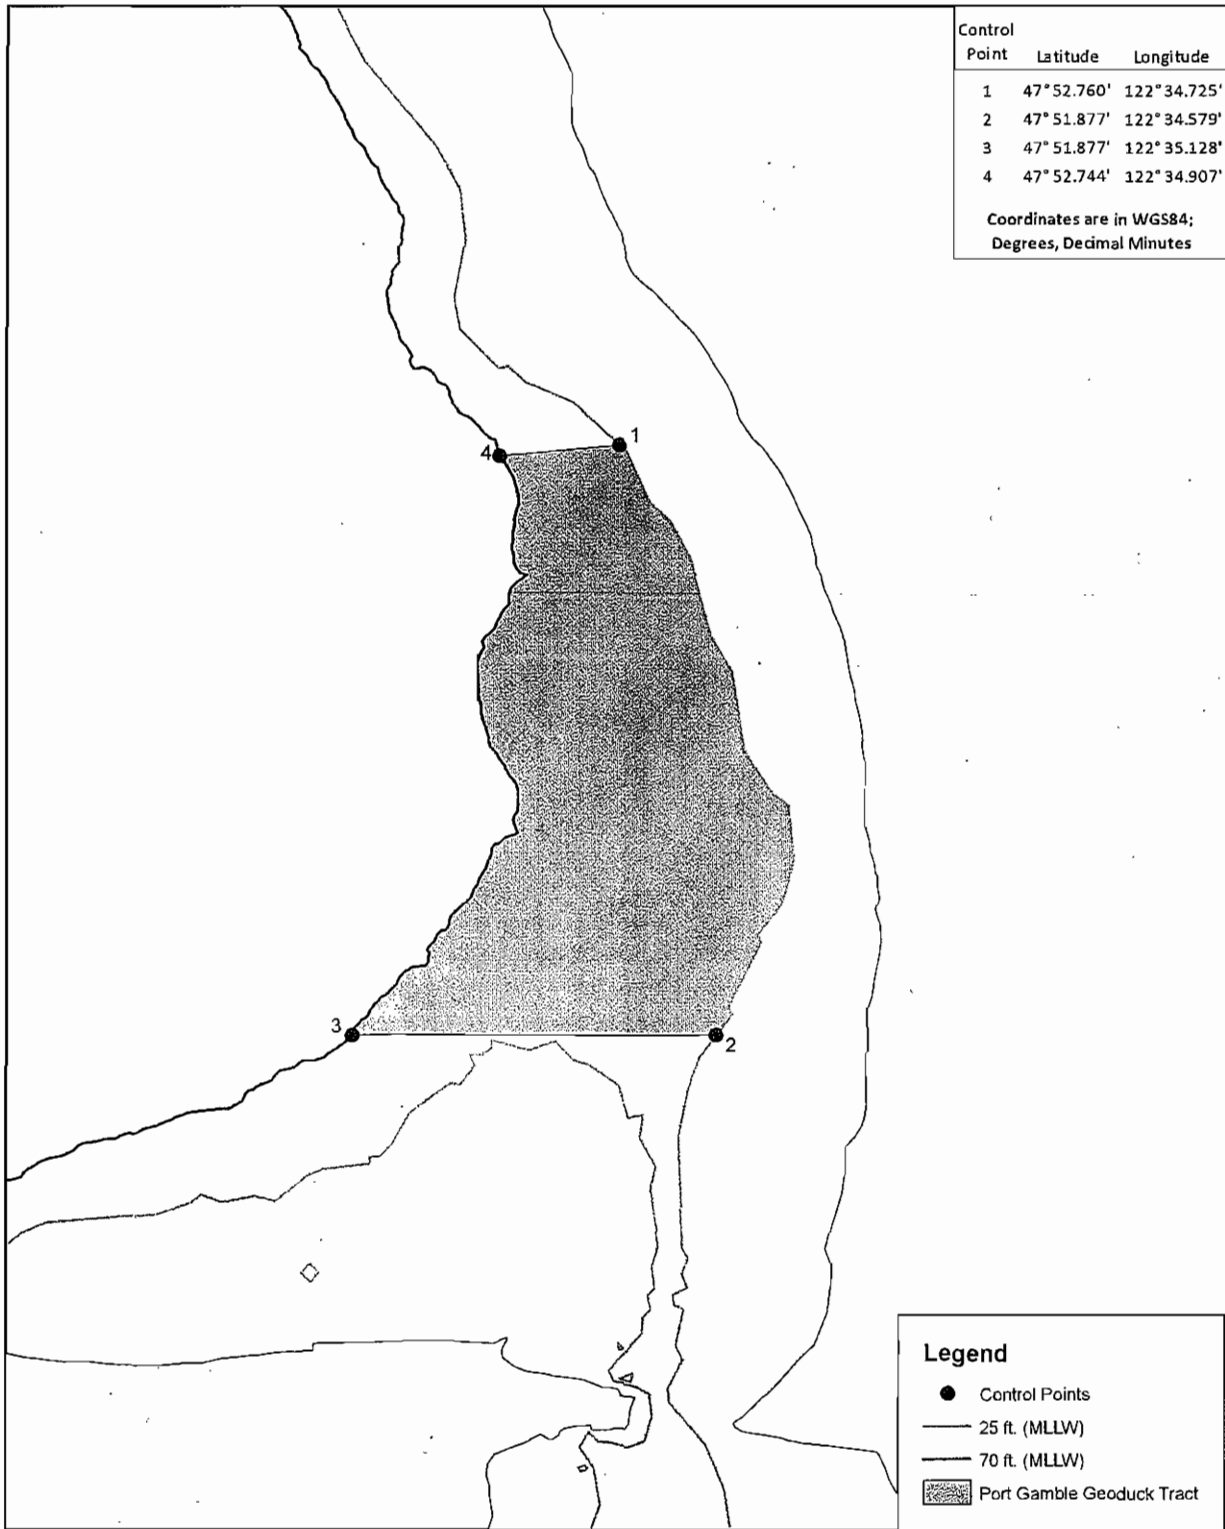 Control
Point Latitude Longitude
1 47° 52.760' 122° 34.725'
2 47° 51.877' 122° 34.579'
3 47° 51.877' 122° 35.128'
4 47° 52.744' 122° 34.907'
Coordinates are in WGS84;
Degrees, Decimal Minutes
1
4
3
2
Legend
Control Points
25 ft. (MLLW)
70 ft. (MLLW)
Port Gamble Geoduck Tract